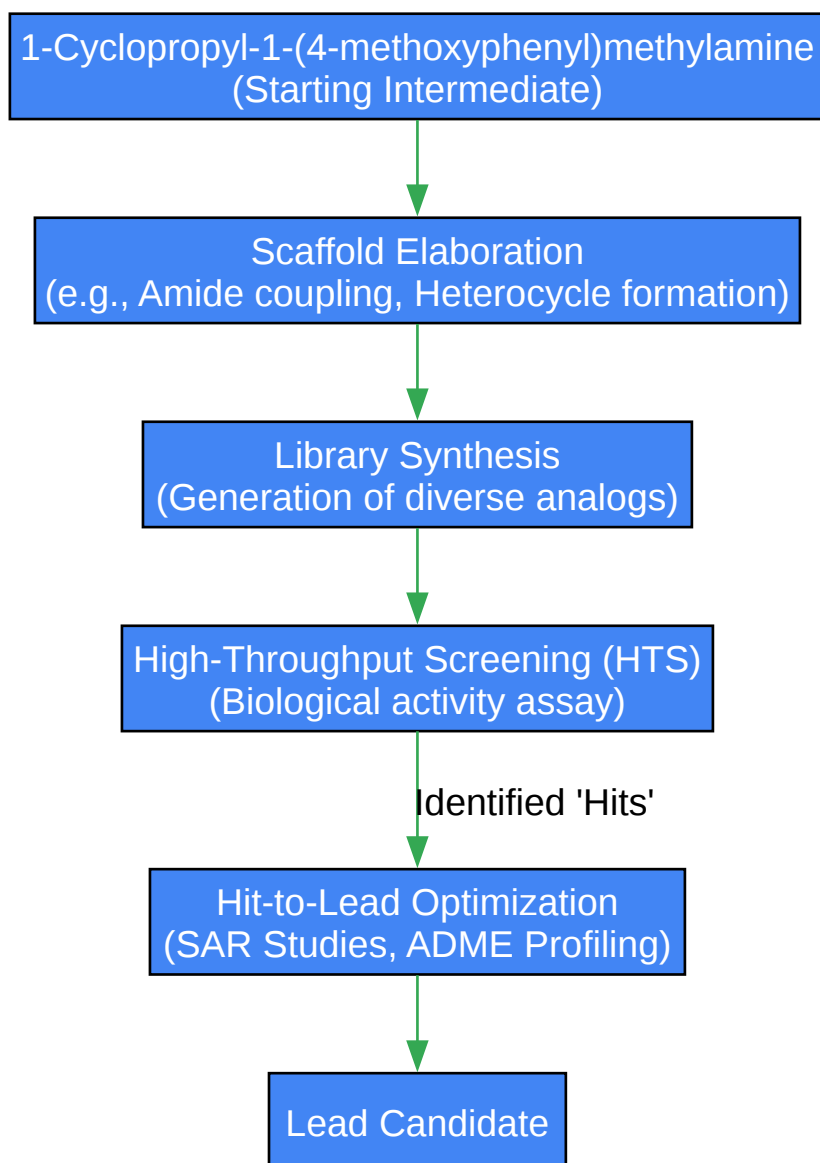 1-Cyclopropyl-1-(4-methoxyphenyl)methylamine
(Starting Intermediate)
Scaffold Elaboration
(e.g., Amide coupling, Heterocycle formation)
Library Synthesis
(Generation of diverse analogs)
High-Throughput Screening (HTS)
(Biological activity assay)
Identified 'Hits'
Hit-to-Lead Optimization
(SAR Studies, ADME Profiling)
Lead Candidate